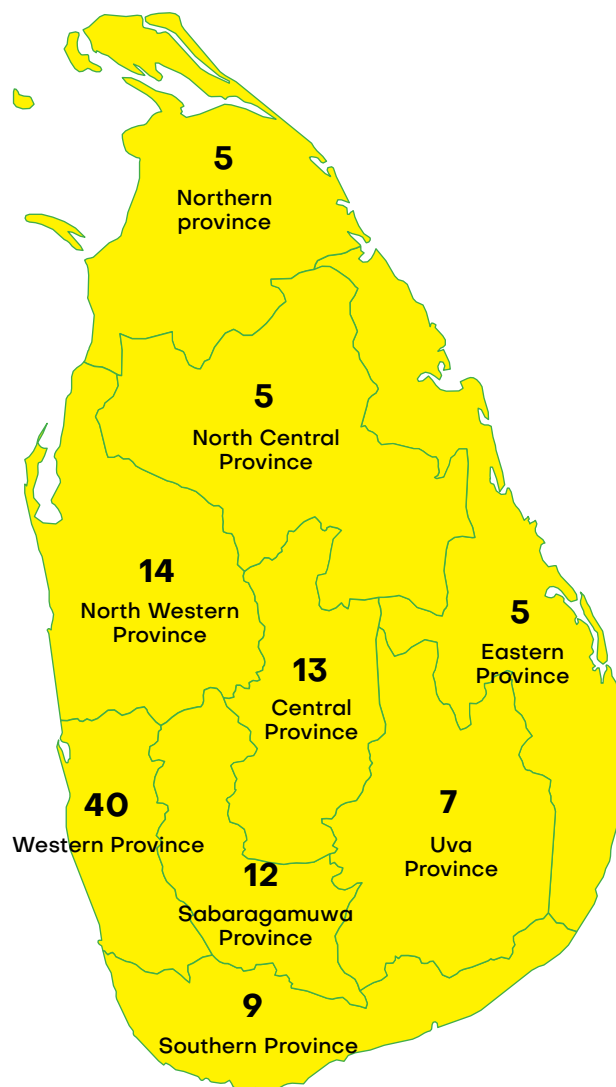 5
Northern
province
5
North Central
Province
14
North Western
Province
5
Eastern
Province
13
Central
Province
40
Western Province
7
Uva
Province
12
Sabaragamuwa
Province
9
Southern Province